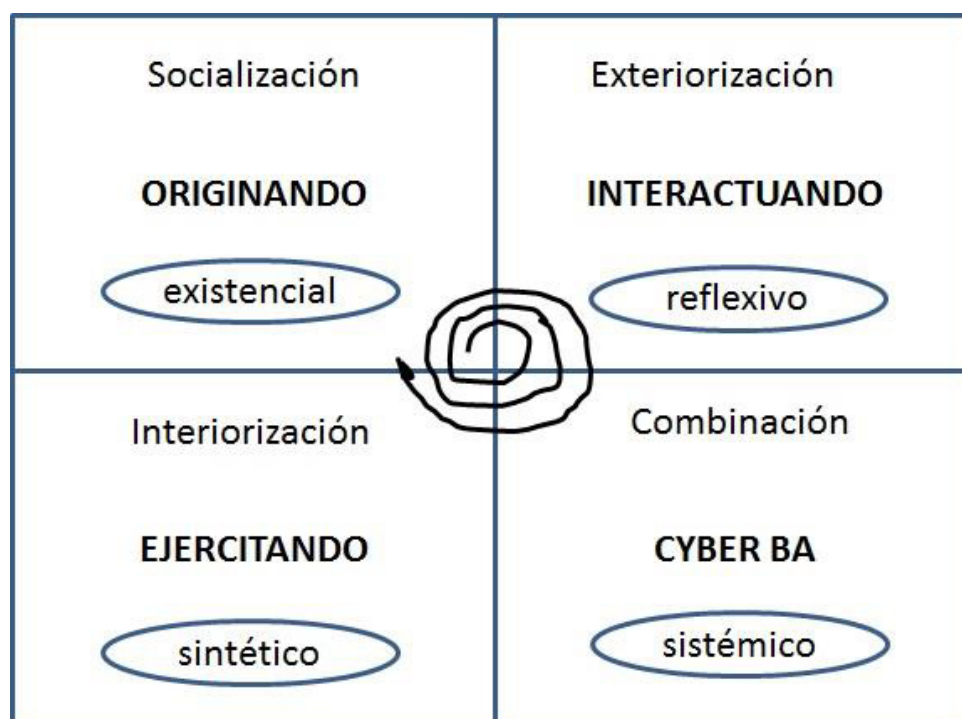 Socialización
ORIGINANDO
existencial
Exteriorización
INTERACTUANDO
reflexivo
Interiorización
EJERCITANDO
sintético
Combinación
CYBER BA
sistémico